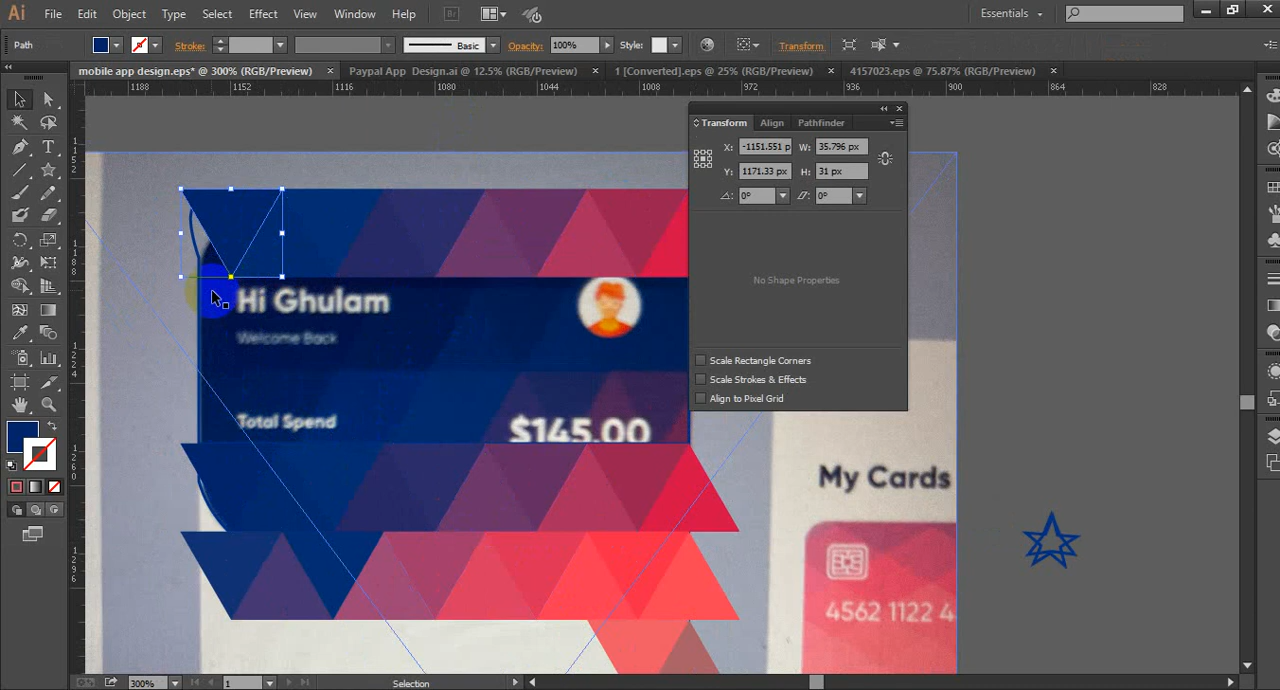 Ai File Edit Object Type Select Effect View Window Help Br Essentials
Path Stroke: Basic Opacity: 100% Style: Transform
mobile app design.eps* @ 300% (RGB/Preview) × Paypal App Design.ai @ 12.5% (RGB/Preview) × 1 [Converted].eps @ 25% (RGB/Preview) × 4157023.eps @ 75.87% (RGB/Preview) ×
1188 1152 1116 1080 1044 1008 972 936 900 864 828
Transform Align Pathfinder
X: -1151.551 p W: 35.796 px
Y: 1171.33 px H: 31 px
0° 0°
No Shape Properties
Scale Rectangle Corners
Scale Strokes & Effects
Align to Pixel Grid
Hi Ghulam
Welcome Back
Total Spend
$145.00
My Cards
4562 1122 4
300% 1 Selection